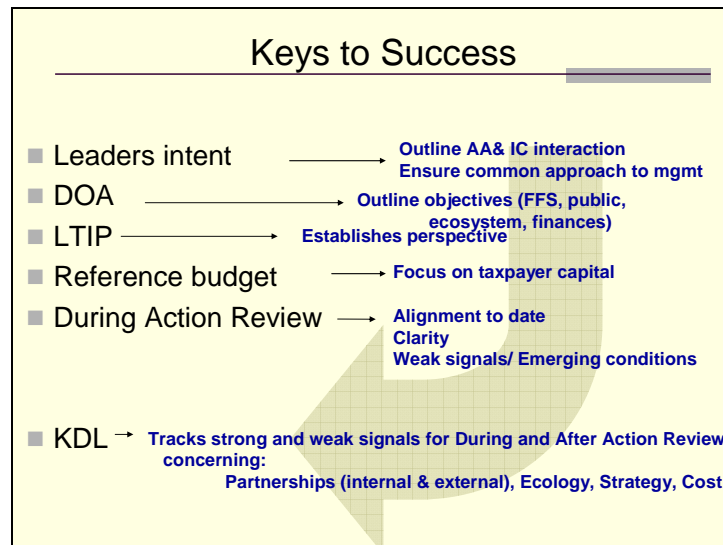 Keys to Success
Leaders intent
Outline AA& IC interaction
Ensure common approach to mgmt
DOA
Outline objectives (FFS, public,
ecosystem, finances)
LTIP
Establishes perspective
Reference budget
Focus on taxpayer capital
During Action Review
Alignment to date
Clarity
Weak signals/ Emerging conditions
KDL
Tracks strong and weak signals for During and After Action Review
concerning:
Partnerships (internal & external), Ecology, Strategy, Cost